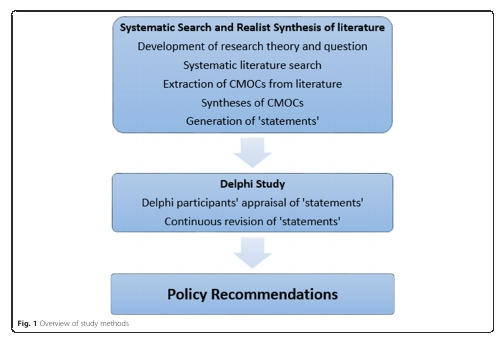 Systematic Search and Realist Synthesis of literature
Development of research theory and question
Systematic literature search
Extraction of CMOCs from literature
Syntheses of CMOCs
Generation of 'statements'
Delphi Study
Delphi participants' appraisal of 'statements'
Continuous revision of 'statements'
Policy Recommendations
Fig. 1 Overview of study methods